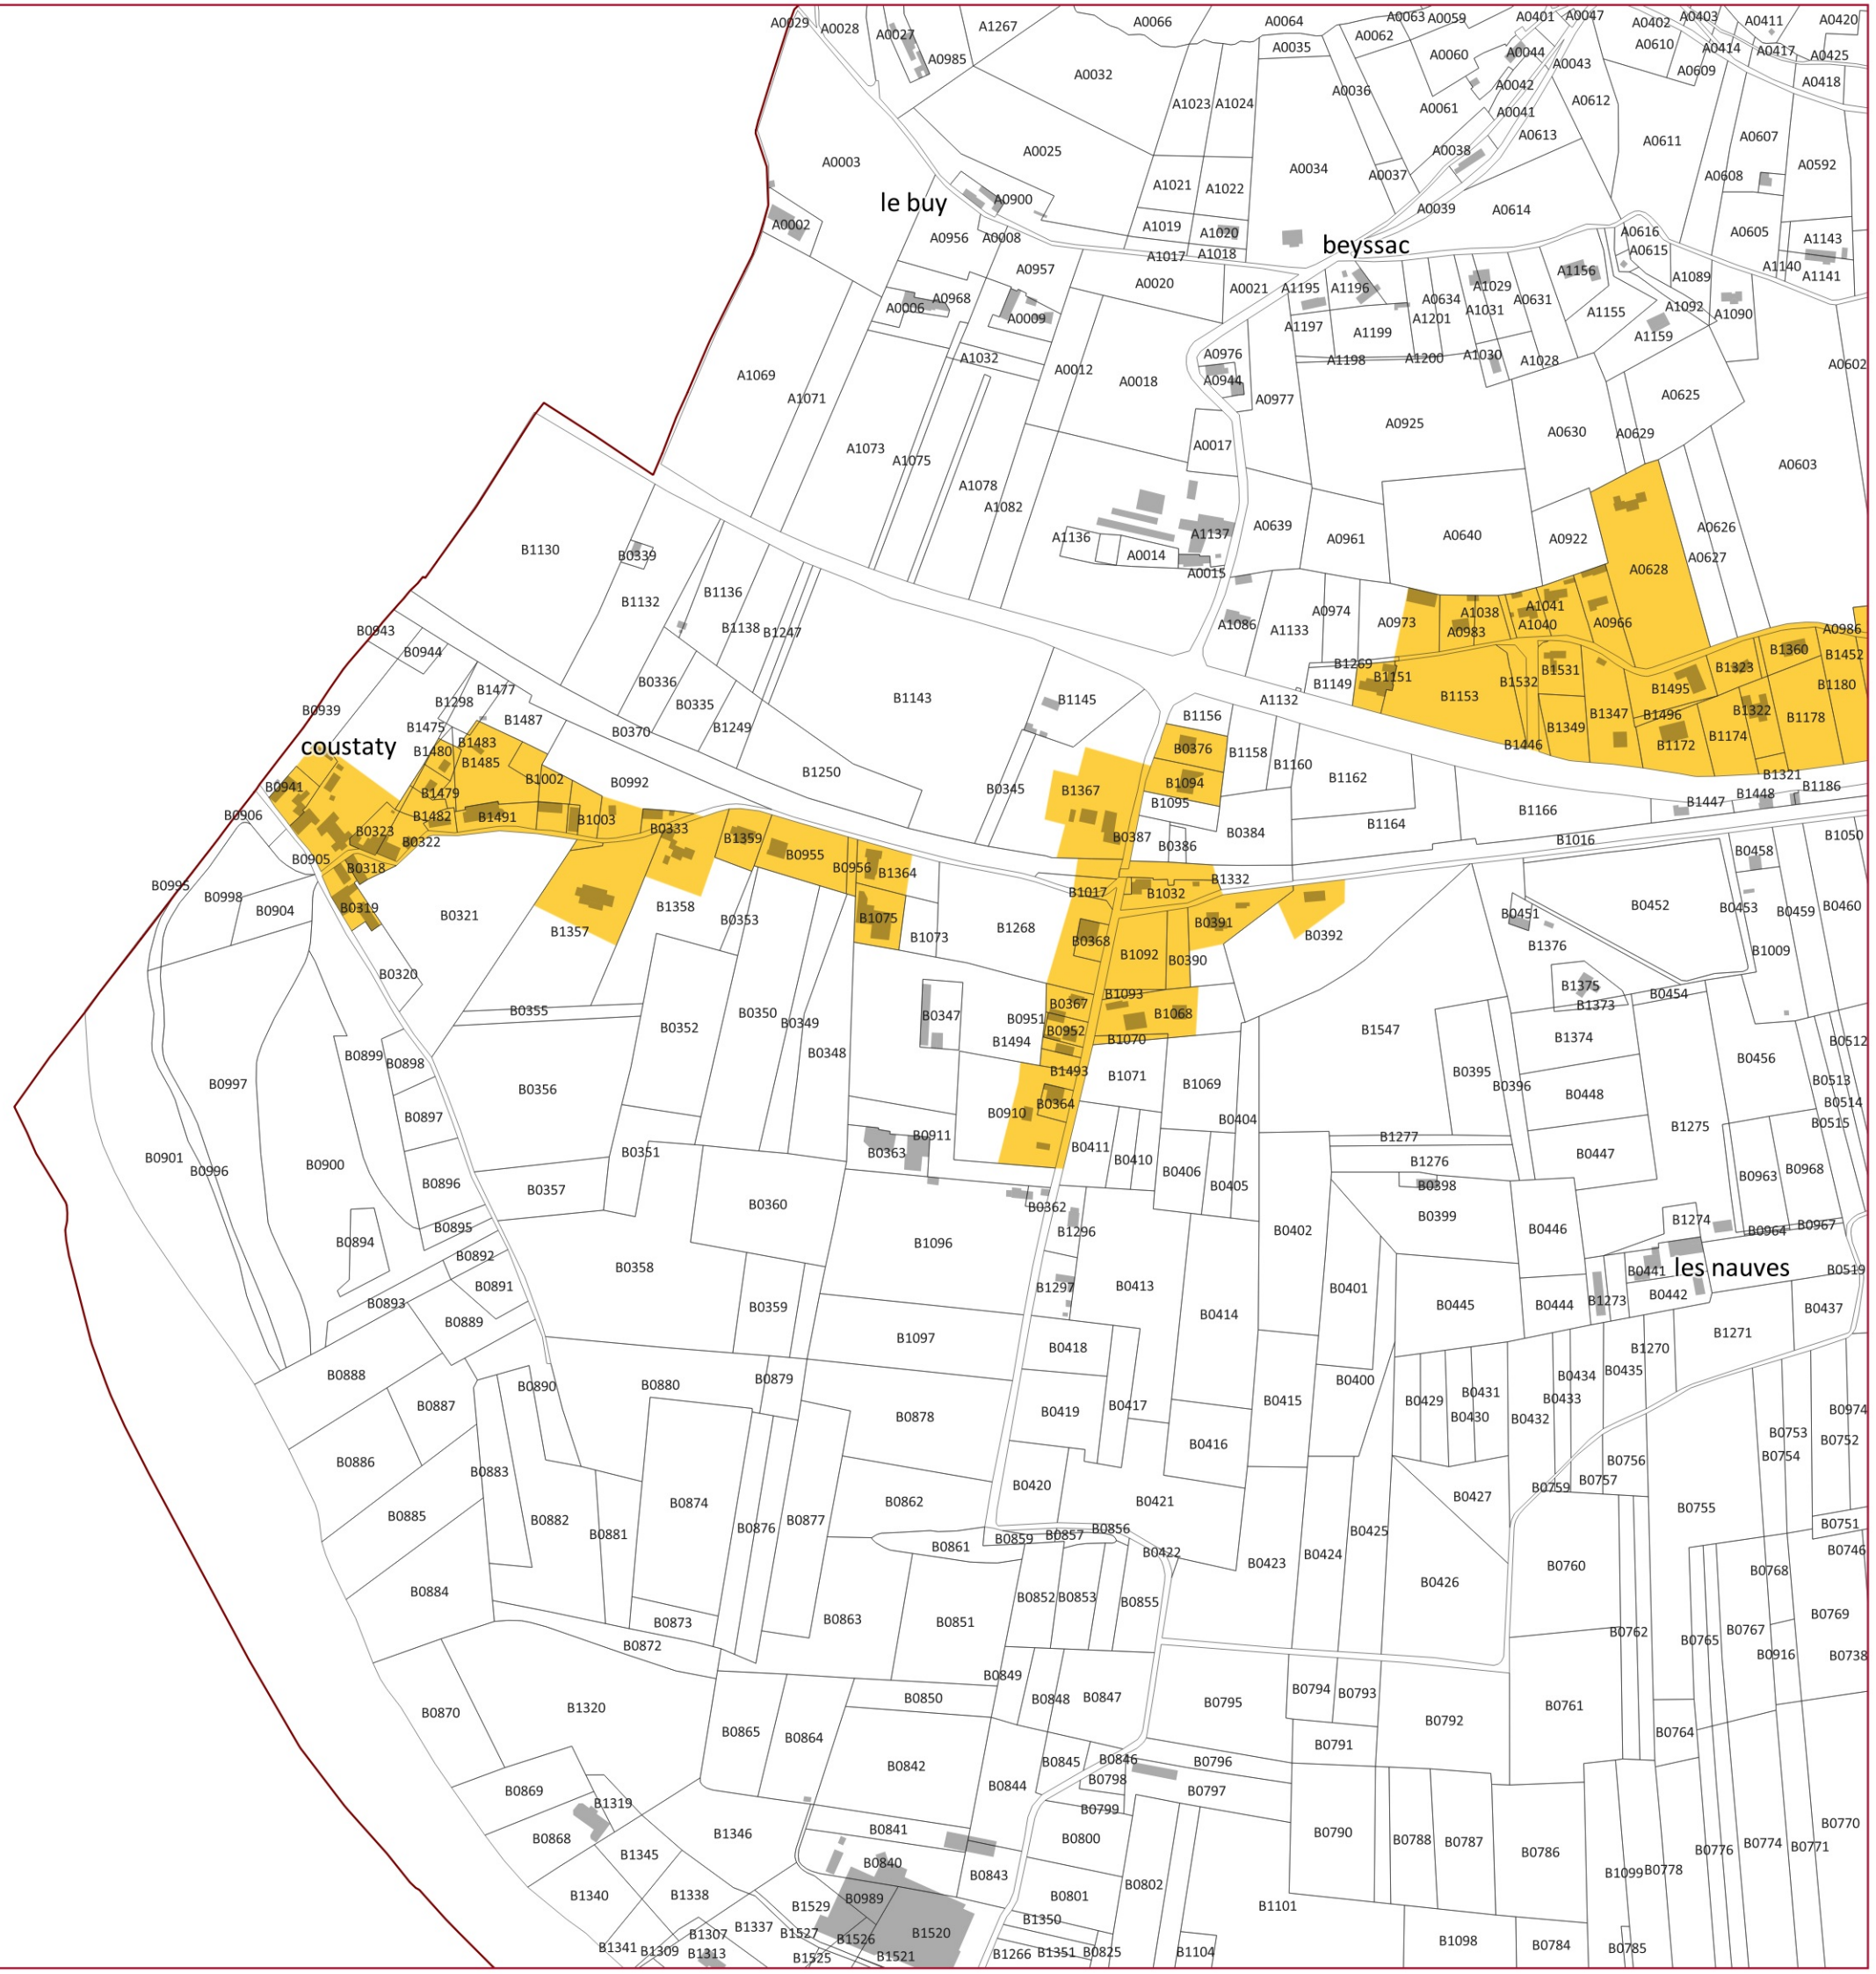 A0029
A0028
A0027
A0985
A1267
A0066
A0064
A0063
A0059
A0401
A0047
A0402
A0403
A0411
A0420
A0035
A0062
A0060
A0044
A0043
A0610
A0414
A0417
A0425
A0609
A0418
A0032
A0036
A0042
A0041
A0061
A0612
A1023
A1024
A0613
A0611
A0607
A0592
A0003
A0025
A0034
A0038
A0037
A0608
A1021
A1022
A0039
A0614
le buy
A0900
A0002
A0956
A0008
A1019
A1020
A1017
A1018
beyssac
A0616
A0615
A0605
A1143
A1140
A1141
A0957
A0020
A0021
A1195
A1196
A0634
A1029
A1031
A0631
A1156
A1089
A1092
A1090
A0006
A0968
A0009
A1197
A1199
A1201
A1155
A1159
A1032
A0012
A0018
A0976
A0944
A1198
A1200
A1030
A1028
A0602
A1069
A1071
A0977
A0925
A0625
A1073
A1075
A0017
A0630
A0629
A0603
A1078
A1082
B1130
B0339
A1136
A0014
A1137
A0015
A0639
A0961
A0640
A0922
A0626
A0627
A0628
B1132
B1136
B1138
B1247
A1086
A1133
A0974
A0973
A0983
A1038
A1041
A1040
A0966
A0986
B0943
B0944
B1269
B1149
B1151
B1153
B1532
B1531
B1495
B1323
B1360
B1452
B1180
B0336
B0335
B1143
B1145
A1132
B0939
B1298
B1477
B1475
B1487
B1249
B0370
B1156
B1349
B1347
B1496
B1322
B1178
B1446
B1172
B1174
coustaty
B1480
B1483
B1485
B1002
B0992
B1250
B0376
B1158
B1160
B1162
B1094
B1321
B1186
B0941
B1479
B1482
B1491
B1003
B0333
B0345
B1367
B1095
B0387
B0386
B0384
B1164
B1166
B1447
B1448
B1016
B1050
B0906
B0323
B0322
B0318
B0905
B1359
B0955
B0956
B1364
B1332
B1017
B1032
B0458
B0995
B0998
B0904
B0319
B0321
B1357
B1358
B0353
B1075
B1073
B1268
B0368
B0391
B0392
B0451
B0452
B0453
B0459
B0460
B1092
B0390
B1376
B1009
B0320
B0355
B1375
B1373
B0454
B0352
B0350
B0349
B0347
B0951
B1494
B0367
B1093
B0952
B1068
B1070
B1547
B1374
B0512
B0997
B0899
B0898
B0356
B0348
B1493
B1071
B1069
B0395
B0396
B0456
B0513
B0448
B0897
B0910
B0364
B0404
B0514
B0515
B0901
B0996
B0900
B0351
B0363
B0911
B0411
B0410
B1277
B1275
B0896
B0357
B0406
B0405
B1276
B0398
B0447
B0963
B0968
B0895
B0360
B0362
B0399
B0446
B1274
B0964
B0967
B0894
B0892
B1096
B1296
B0402
B0358
B0891
B1297
B0413
B0401
B0441
les nauves
B0519
B0893
B0889
B0359
B0414
B0445
B0444
B1273
B0442
B0437
B1097
B0418
B1270
B1271
B0888
B0890
B0880
B0879
B0400
B0434
B0435
B0887
B0878
B0419
B0417
B0415
B0429
B0431
B0430
B0433
B0432
B0974
B0753
B0752
B0886
B0883
B0416
B0756
B0757
B0754
B0420
B0759
B0885
B0882
B0881
B0874
B0876
B0877
B0862
B0421
B0427
B0755
B0751
B0861
B0859
B0857
B0856
B0422
B0425
B0424
B0423
B0746
B0884
B0760
B0768
B0426
B0852
B0853
B0855
B0873
B0863
B0851
B0769
B0872
B0762
B0765
B0767
B0916
B0738
B0849
B0870
B1320
B0850
B0848
B0847
B0795
B0794
B0793
B0792
B0761
B0865
B0864
B0764
B0791
B0842
B0845
B0846
B0796
B0844
B0798
B0797
B0869
B1319
B0799
B0868
B1346
B0841
B0800
B0790
B0788
B0787
B0786
B0776
B0774
B0771
B0770
B1345
B0840
B0843
B0802
B1099
B0778
B1340
B1338
B1529
B0989
B0801
B1101
B1307
B1337
B1527
B1526
B1520
B1350
B1341
B1309
B1313
B1525
B1521
B1266
B1351
B0825
B1104
B1098
B0784
B0785